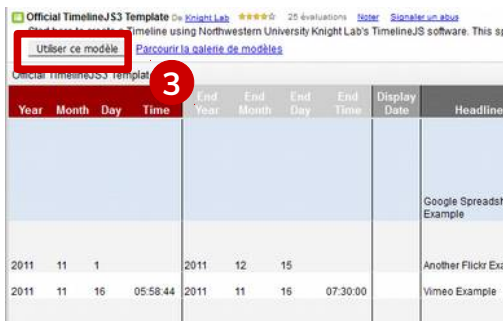 Official TimelineJS3 Template De Knight Lab 25 évaluations Noter Signaler un abus
Start here to create a Timeline using Northwestern University Knight Lab's TimelineJS software. This sp
Utiliser ce modèle Parcourir la galerie de modèles
Official TimelineJS3 Template
3
Year Month Day Time End Year End Month End Day End Time Display Date Headline
Google Spreadsh
Example
2011 11 1 2011 12 15 Another Flickr Exa
2011 11 16 05:58:44 2011 11 16 07:30:00 Vimeo Example